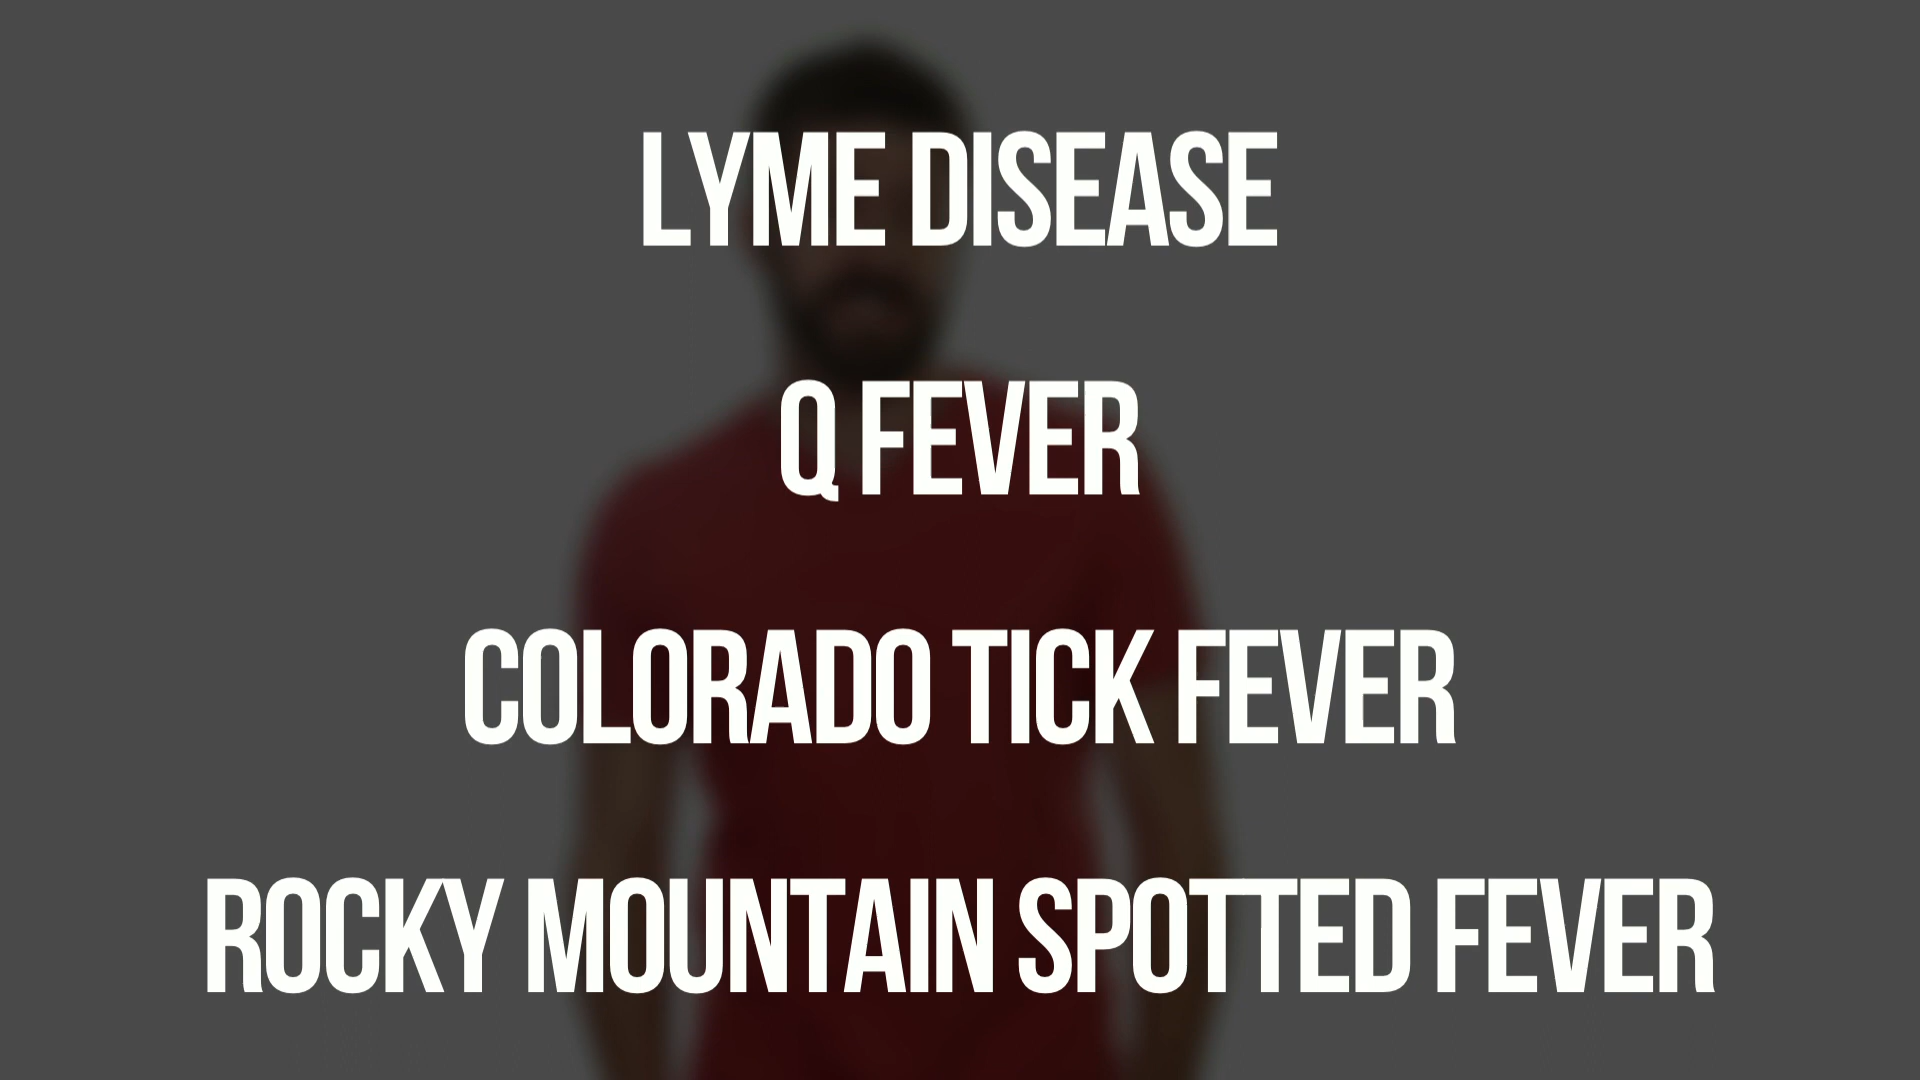 LYME DISEASE
Q FEVER
COLORADO TICK FEVER
ROCKY MOUNTAIN SPOTTED FEVER